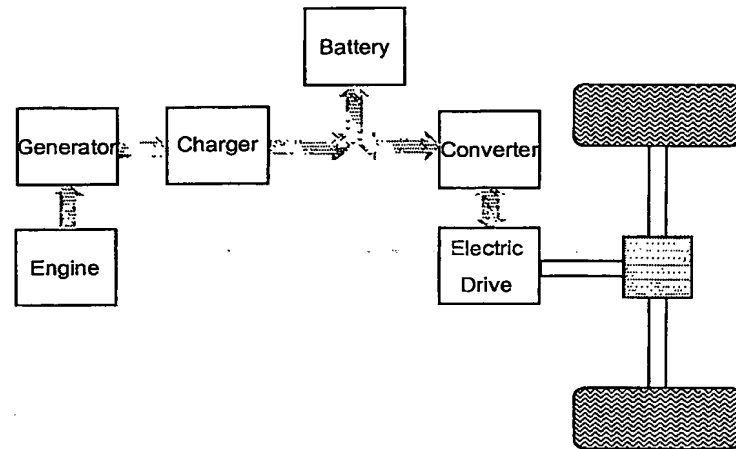 Battery
Generator
Charger
Converter
Engine
Electric
Drive